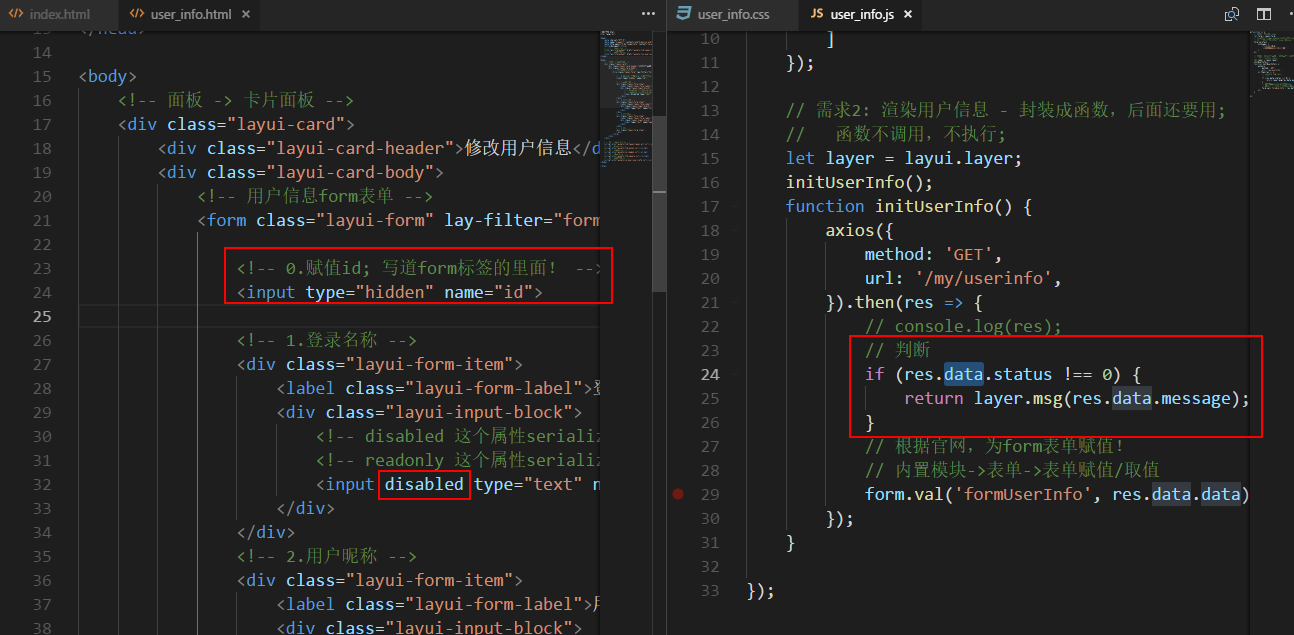 index.html
user_info.html ×
...
14
15 <body>
16 <!-- 面板 -> 卡片面板 -->
17 <div class="layui-card">
18 <div class="layui-card-header">修改用户信息</d
19 <div class="layui-card-body">
20 <!-- 用户信息form表单 -->
21 <form class="layui-form" lay-filter="form
22
23 <!-- 0.赋值id; 写道form标签的里面! -->
24 <input type="hidden" name="id">
25
26 <!-- 1.登录名称 -->
27 <div class="layui-form-item">
28 <label class="layui-form-label">登
29 <div class="layui-input-block">
30 <!-- disabled 这个属性serializ
31 <!-- readonly 这个属性serializ
32 <input disabled type="text" n
33 </div>
34 </div>
35 <!-- 2.用户昵称 -->
36 <div class="layui-form-item">
37 <label class="layui-form-label">用
38 <div class="layui-input-block">
user_info.css
JS user_info.js ×
10 ]
11 });
12
13 // 需求2: 渲染用户信息 - 封装成函数，后面还要用;
14 // 函数不调用，不执行;
15 let layer = layui.layer;
16 initUserInfo();
17 function initUserInfo() {
18 axios({
19 method: 'GET',
20 url: '/my/userinfo',
21 }).then(res => {
22 // console.log(res);
23 // 判断
24 if (res.data.status !== 0) {
25 return layer.msg(res.data.message);
26 }
27 // 根据官网，为form表单赋值!
28 // 内置模块->表单->表单赋值/取值
29 form.val('formUserInfo', res.data.data)
30 });
31 }
32
33 });